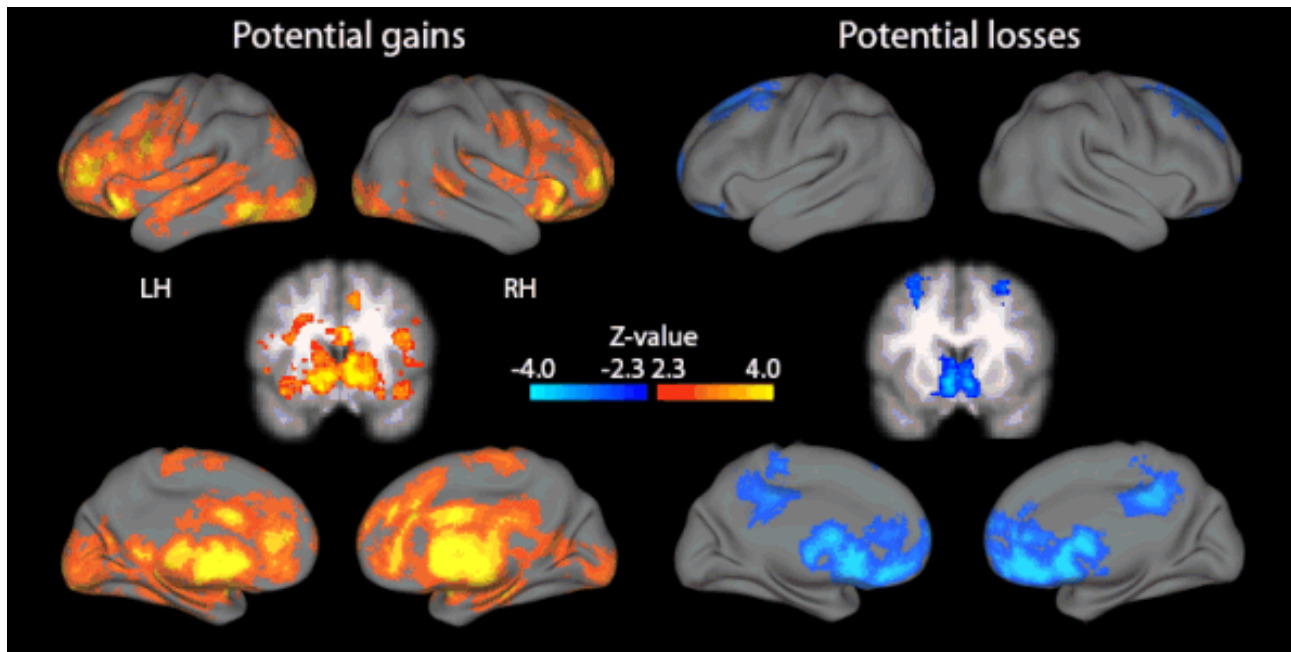 Potential gains
Potential losses
LH
RH
Z-value
-4.0 -2.3 2.3 4.0